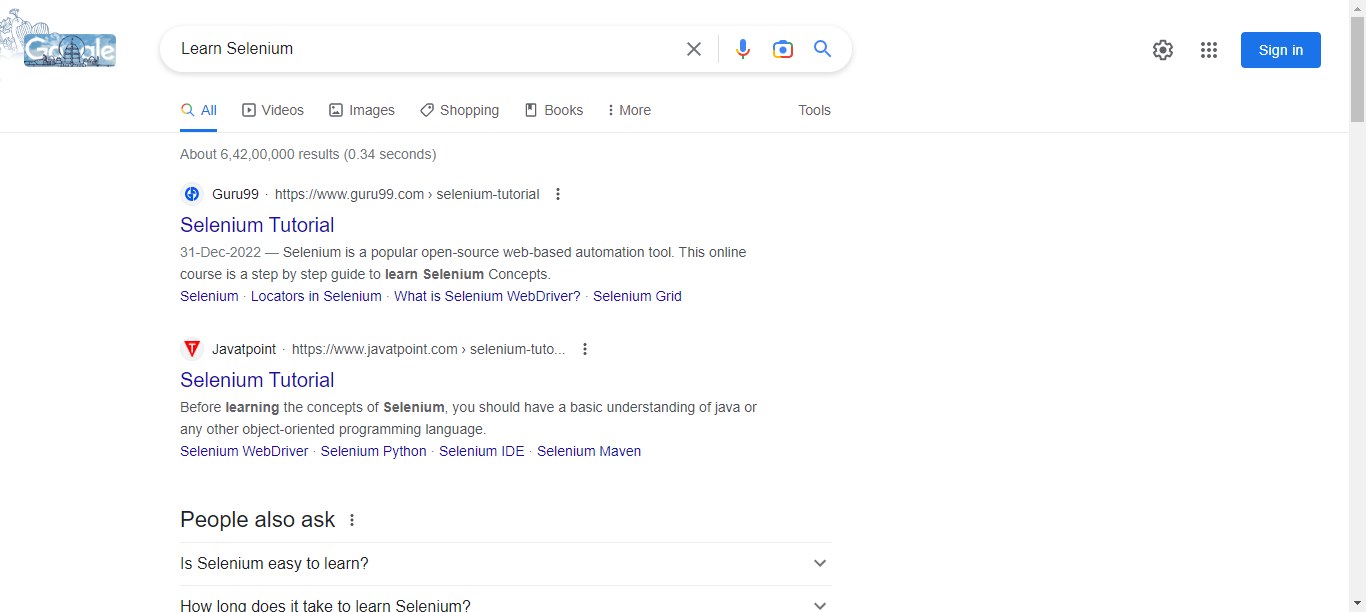 Google
Learn Selenium
Sign in
All Videos Images Shopping Books More Tools
About 6,42,00,000 results (0.34 seconds)
Guru99 · https://www.guru99.com › selenium-tutorial
Selenium Tutorial
31-Dec-2022 — Selenium is a popular open-source web-based automation tool. This online
course is a step by step guide to learn Selenium Concepts.
Selenium · Locators in Selenium · What is Selenium WebDriver? · Selenium Grid
Javatpoint · https://www.javatpoint.com › selenium-tuto...
Selenium Tutorial
Before learning the concepts of Selenium, you should have a basic understanding of java or
any other object-oriented programming language.
Selenium WebDriver · Selenium Python · Selenium IDE · Selenium Maven
People also ask
Is Selenium easy to learn?
How long does it take to learn Selenium?